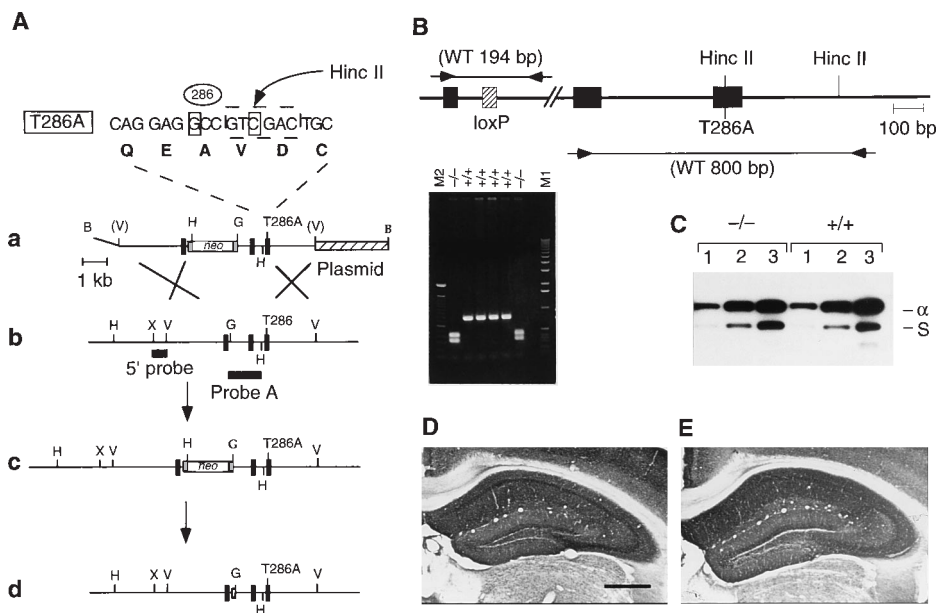 A
Hinc II
286
T286A
CAG GAG GCC GTC GAC TGC
Q E A V D C
a
B (V) H G T286A (V) B
neo
H
Plasmid
1 kb
b
H X V G T286 V
H
5' probe
Probe A
c
H X V H G T286A V
neo
H
d
H X V G T286A V
H
B
(WT 194 bp)
Hinc II
Hinc II
loxP
T286A
100 bp
(WT 800 bp)
M2 -/- +/+ +/+ +/+ +/+ -/- M1
C
-/- +/+
1 2 3 1 2 3
α
S
D
E